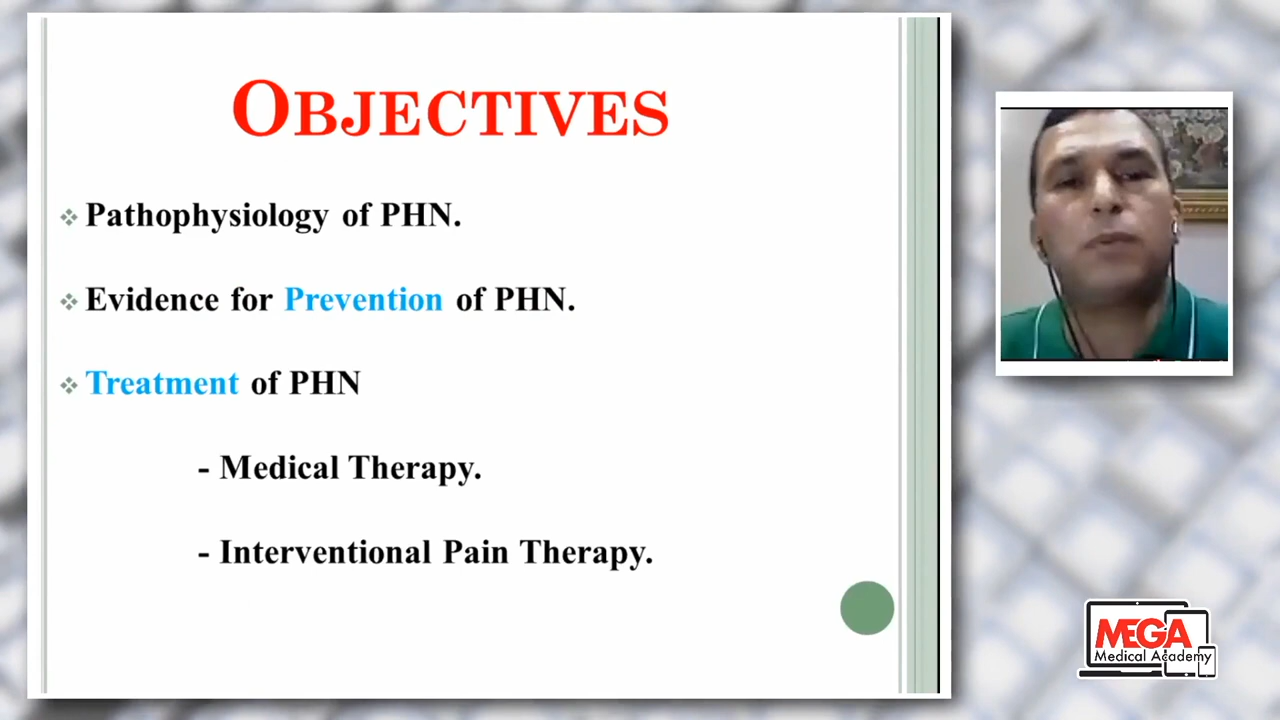 OBJECTIVES
Pathophysiology of PHN.
Evidence for Prevention of PHN.
Treatment of PHN
- Medical Therapy.
- Interventional Pain Therapy.
MEGA
Medical Academy